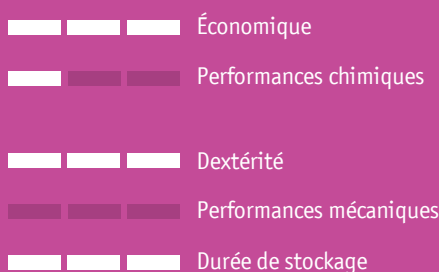 Économique
Performances chimiques
Dextérité
Performances mécaniques
Durée de stockage